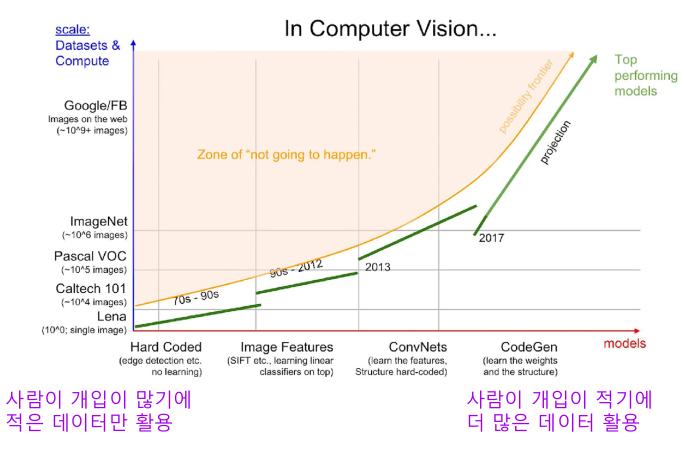 In Computer Vision...
scale:
Datasets &
Compute
Top
performing
models
possibility frontier
projection
Google/FB
Images on the web
(~10^9+ images)
Zone of “not going to happen.”
ImageNet
(~10^6 images)
2017
Pascal VOC
(~10^5 images)
90s - 2012
2013
Caltech 101
(~10^4 images)
70s - 90s
Lena
(10^0; single image)
models
Hard Coded
(edge detection etc.
no learning)
Image Features
(SIFT etc., learning linear
classifiers on top)
ConvNets
(learn the features,
Structure hard-coded)
CodeGen
(learn the weights
and the structure)
사람이 개입이 많기에
적은 데이터만 활용
사람이 개입이 적기에
더 많은 데이터 활용